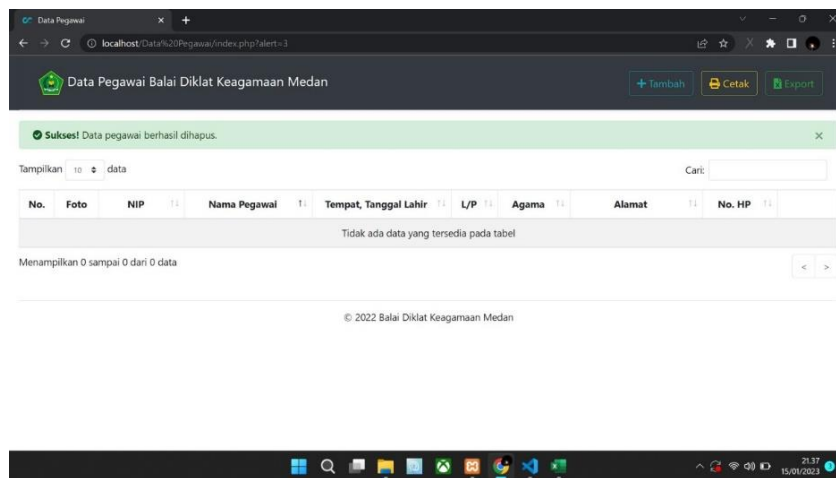 Data Pegawai
localhost/Data%20Pegawai/index.php?alert=3
Data Pegawai Balai Diklat Keagamaan Medan
Tambah Cetak Export
Sukses! Data pegawai berhasil dihapus.
Tampilkan 10 data Cari:
No. Foto NIP Nama Pegawai Tempat, Tanggal Lahir L/P Agama Alamat No. HP
Tidak ada data yang tersedia pada tabel
Menampilkan 0 sampai 0 dari 0 data
© 2022 Balai Diklat Keagamaan Medan
21.37
15/01/2023